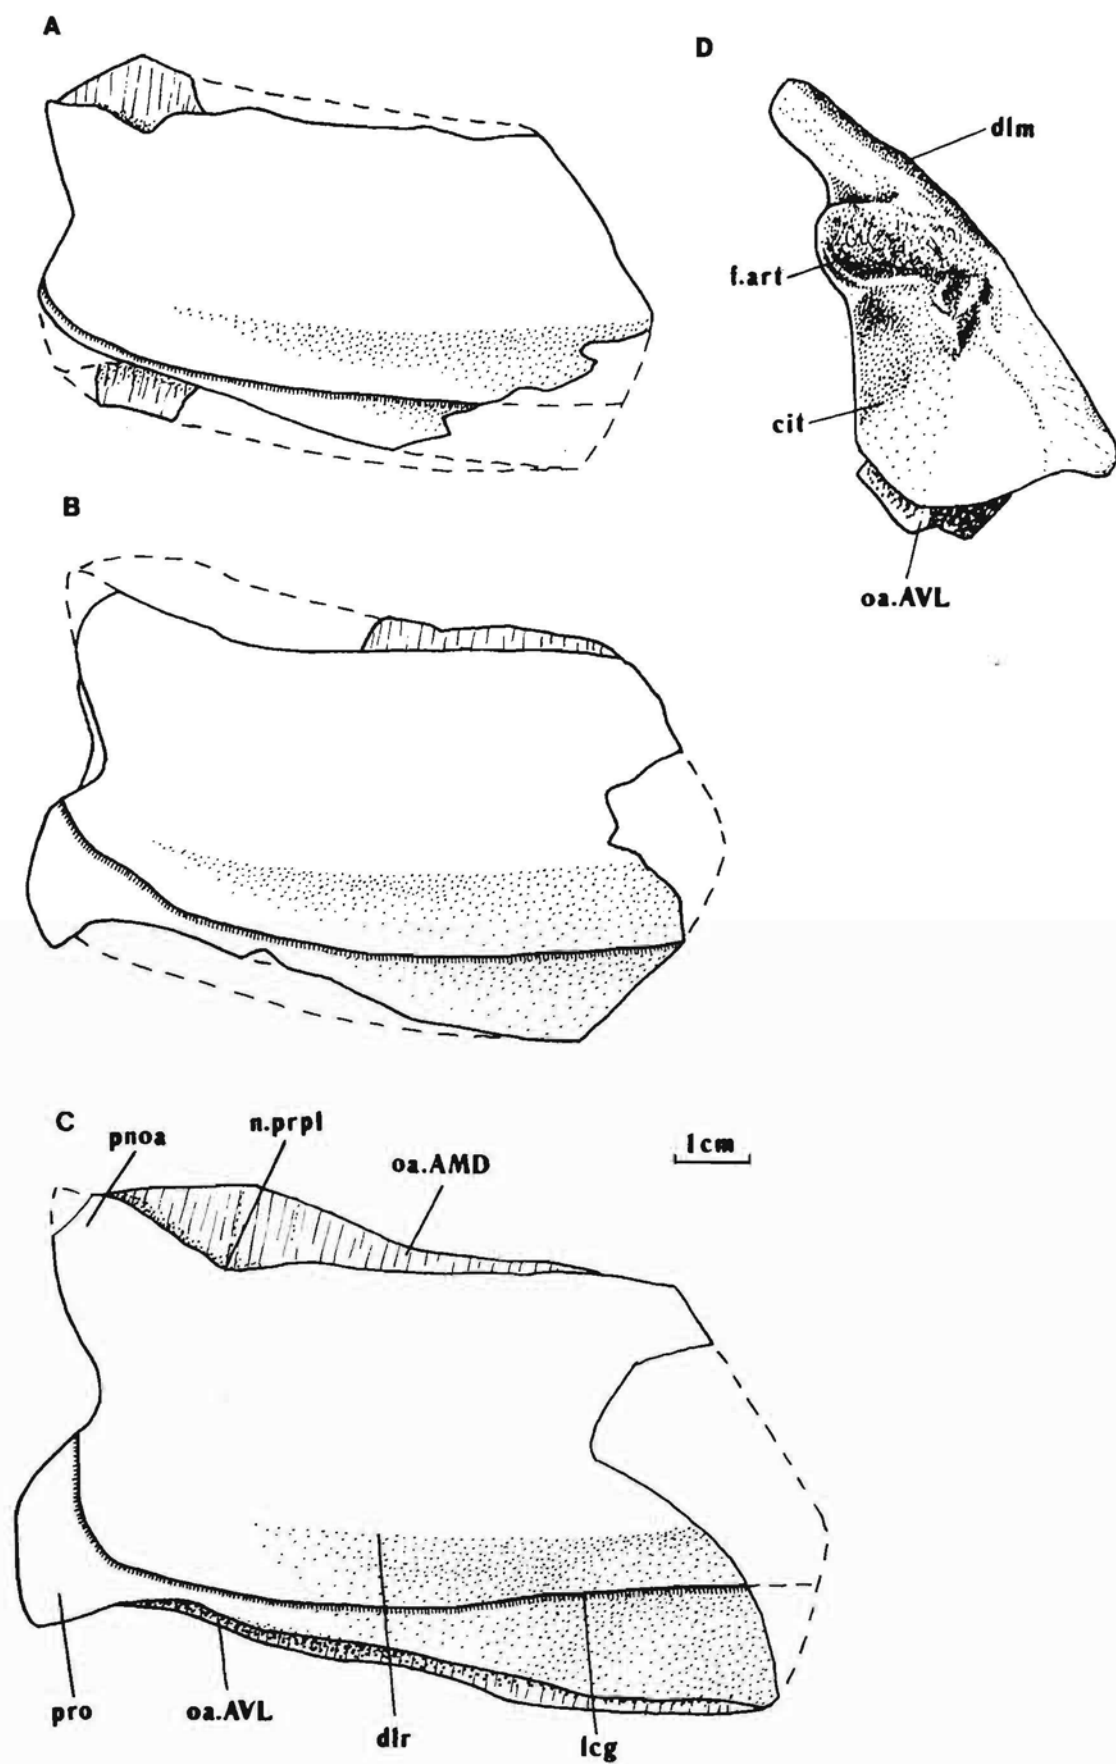 A
D
dlm
f.art
cit
oa.AVL
B
C
pnoa
n.prpl
oa.AMD
1cm
pro
oa.AVL
dlr
lcg